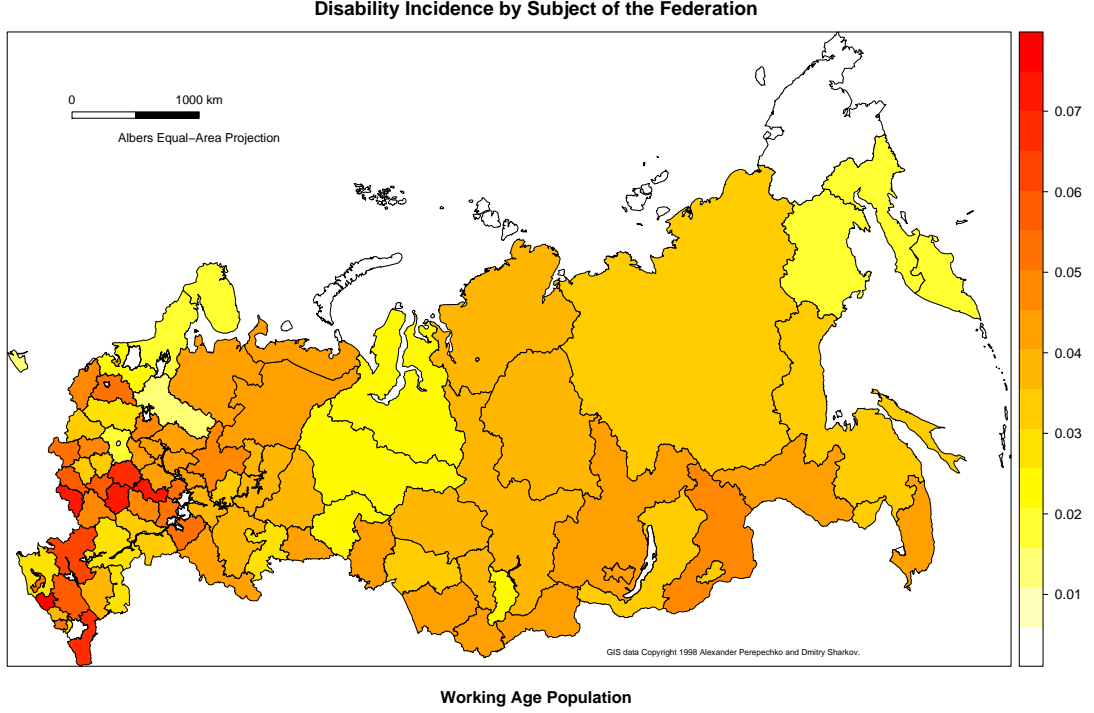 Disability Incidence by Subject of the Federation
0 1000 km
Albers Equal−Area Projection
0.07
0.06
0.05
0.04
0.03
0.02
0.01
GIS data Copyright 1998 Alexander Perepechko and Dmitry Sharkov.
Working Age Population